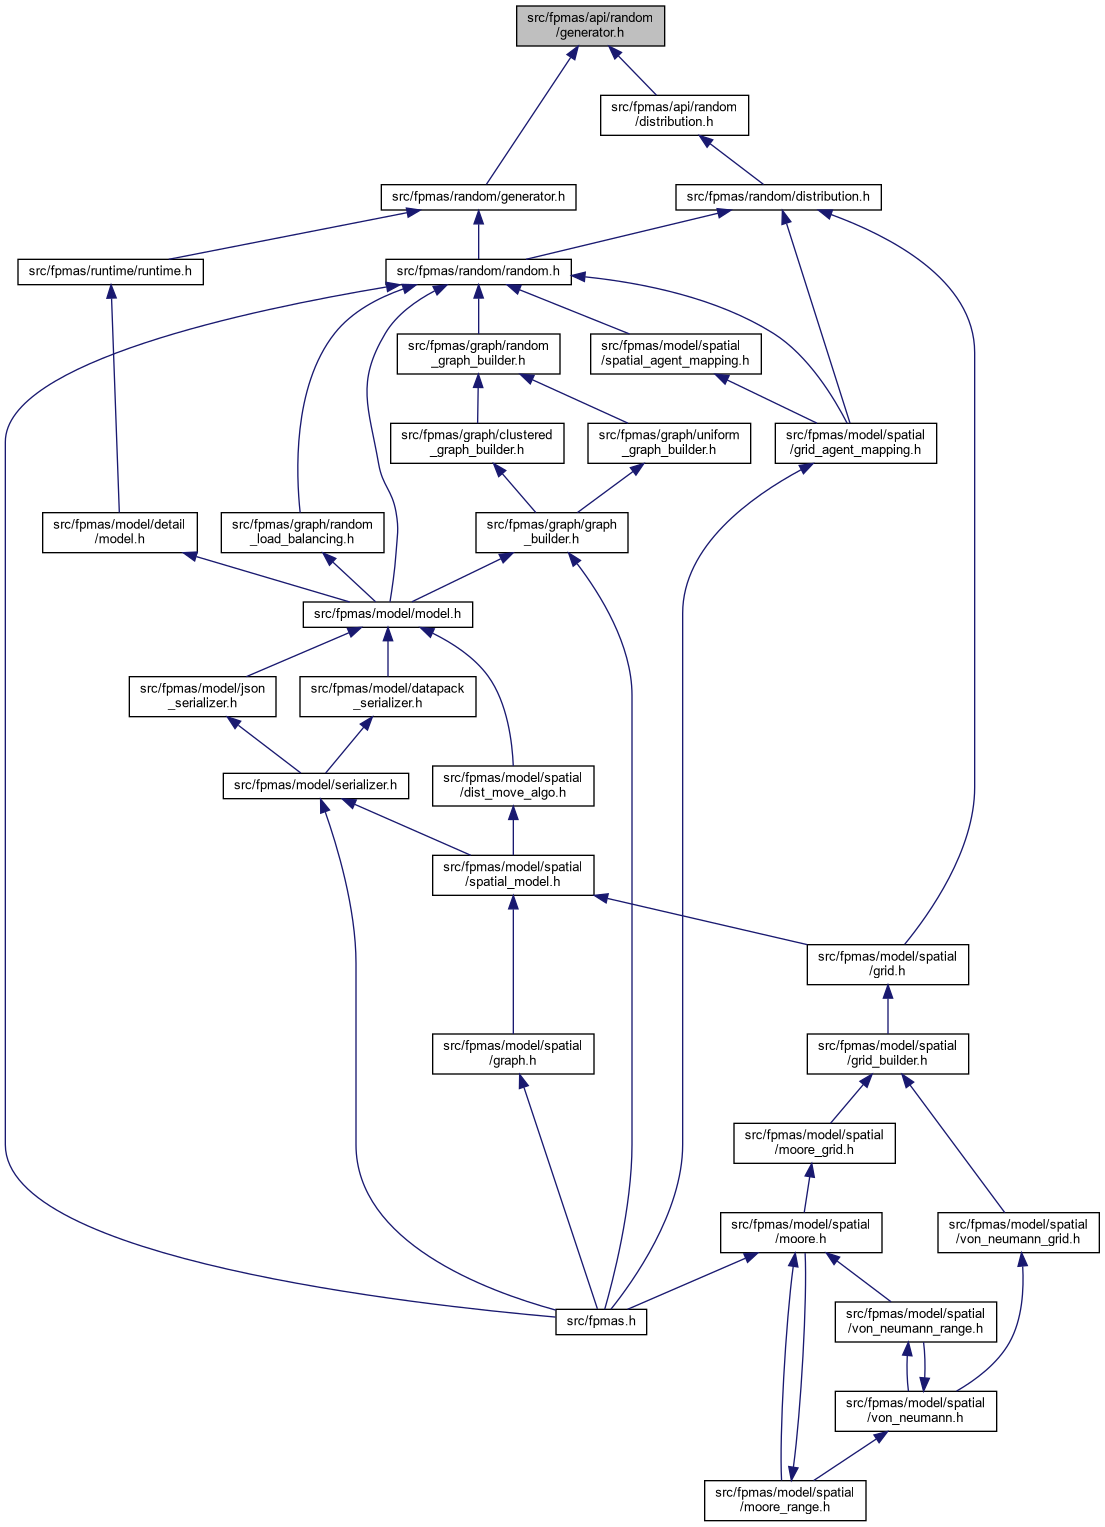 src/fpmas/api/random
/generator.h
src/fpmas/api/random
/distribution.h
src/fpmas/random/generator.h
src/fpmas/random/distribution.h
src/fpmas/runtime/runtime.h
src/fpmas/random/random.h
src/fpmas/graph/random
_graph_builder.h
src/fpmas/model/spatial
/spatial_agent_mapping.h
src/fpmas/graph/clustered
_graph_builder.h
src/fpmas/graph/uniform
_graph_builder.h
src/fpmas/model/spatial
/grid_agent_mapping.h
src/fpmas/model/detail
/model.h
src/fpmas/graph/random
_load_balancing.h
src/fpmas/graph/graph
_builder.h
src/fpmas/model/model.h
src/fpmas/model/json
_serializer.h
src/fpmas/model/datapack
_serializer.h
src/fpmas/model/serializer.h
src/fpmas/model/spatial
/dist_move_algo.h
src/fpmas/model/spatial
/spatial_model.h
src/fpmas/model/spatial
/grid.h
src/fpmas/model/spatial
/graph.h
src/fpmas/model/spatial
/grid_builder.h
src/fpmas/model/spatial
/moore_grid.h
src/fpmas/model/spatial
/moore.h
src/fpmas/model/spatial
/von_neumann_grid.h
src/fpmas.h
src/fpmas/model/spatial
/von_neumann_range.h
src/fpmas/model/spatial
/von_neumann.h
src/fpmas/model/spatial
/moore_range.h